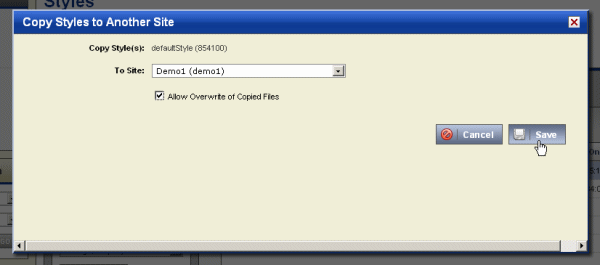 Styles
Copy Styles to Another Site
Copy Style(s): defaultStyle (854100)
To Site: Demo1 (demo1)
Allow Overwrite of Copied Files
Cancel
Save